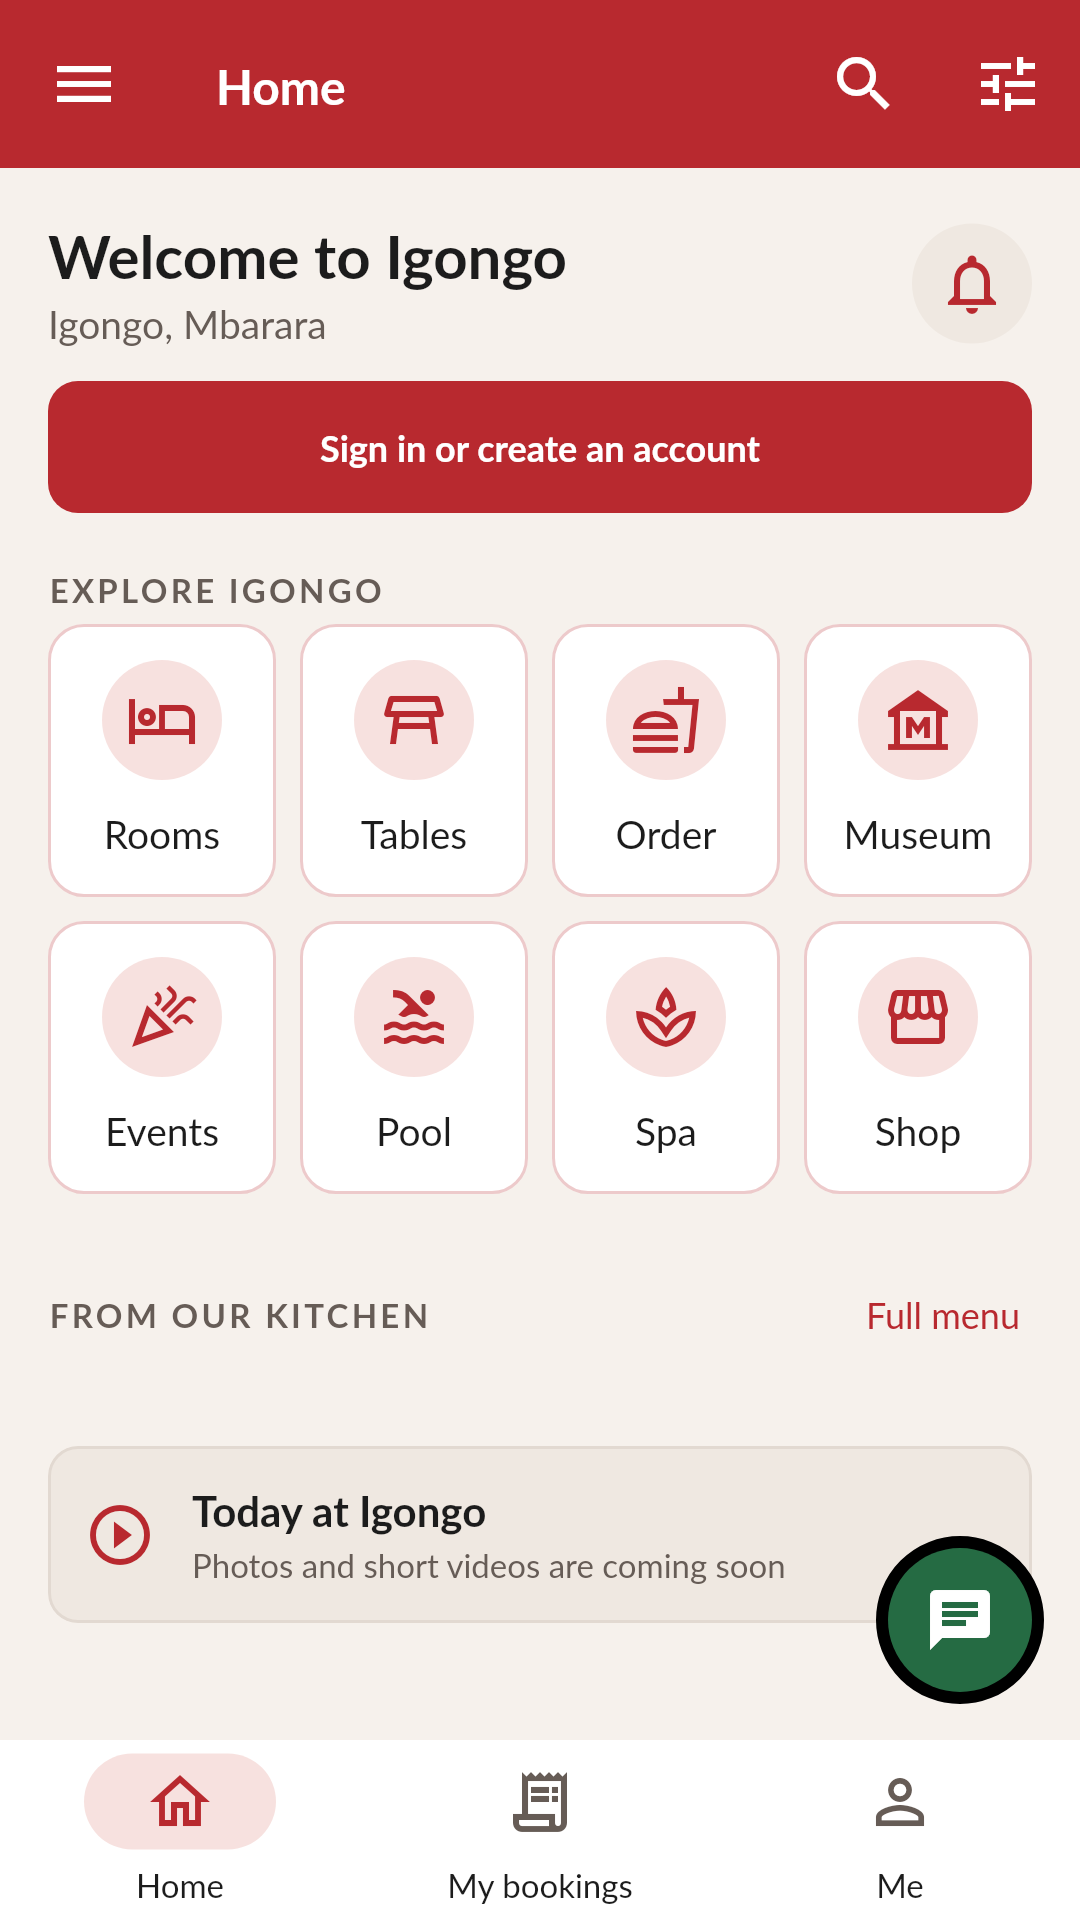 Home
Welcome to Igongo
Igongo, Mbarara
Sign in or create an account
EXPLORE IGONGO
Rooms
Tables
Order
M
Museum
Events
Pool
Spa
Shop
FROM OUR KITCHEN
Full menu
Today at Igongo
Photos and short videos are coming soon
Home
My bookings
Me